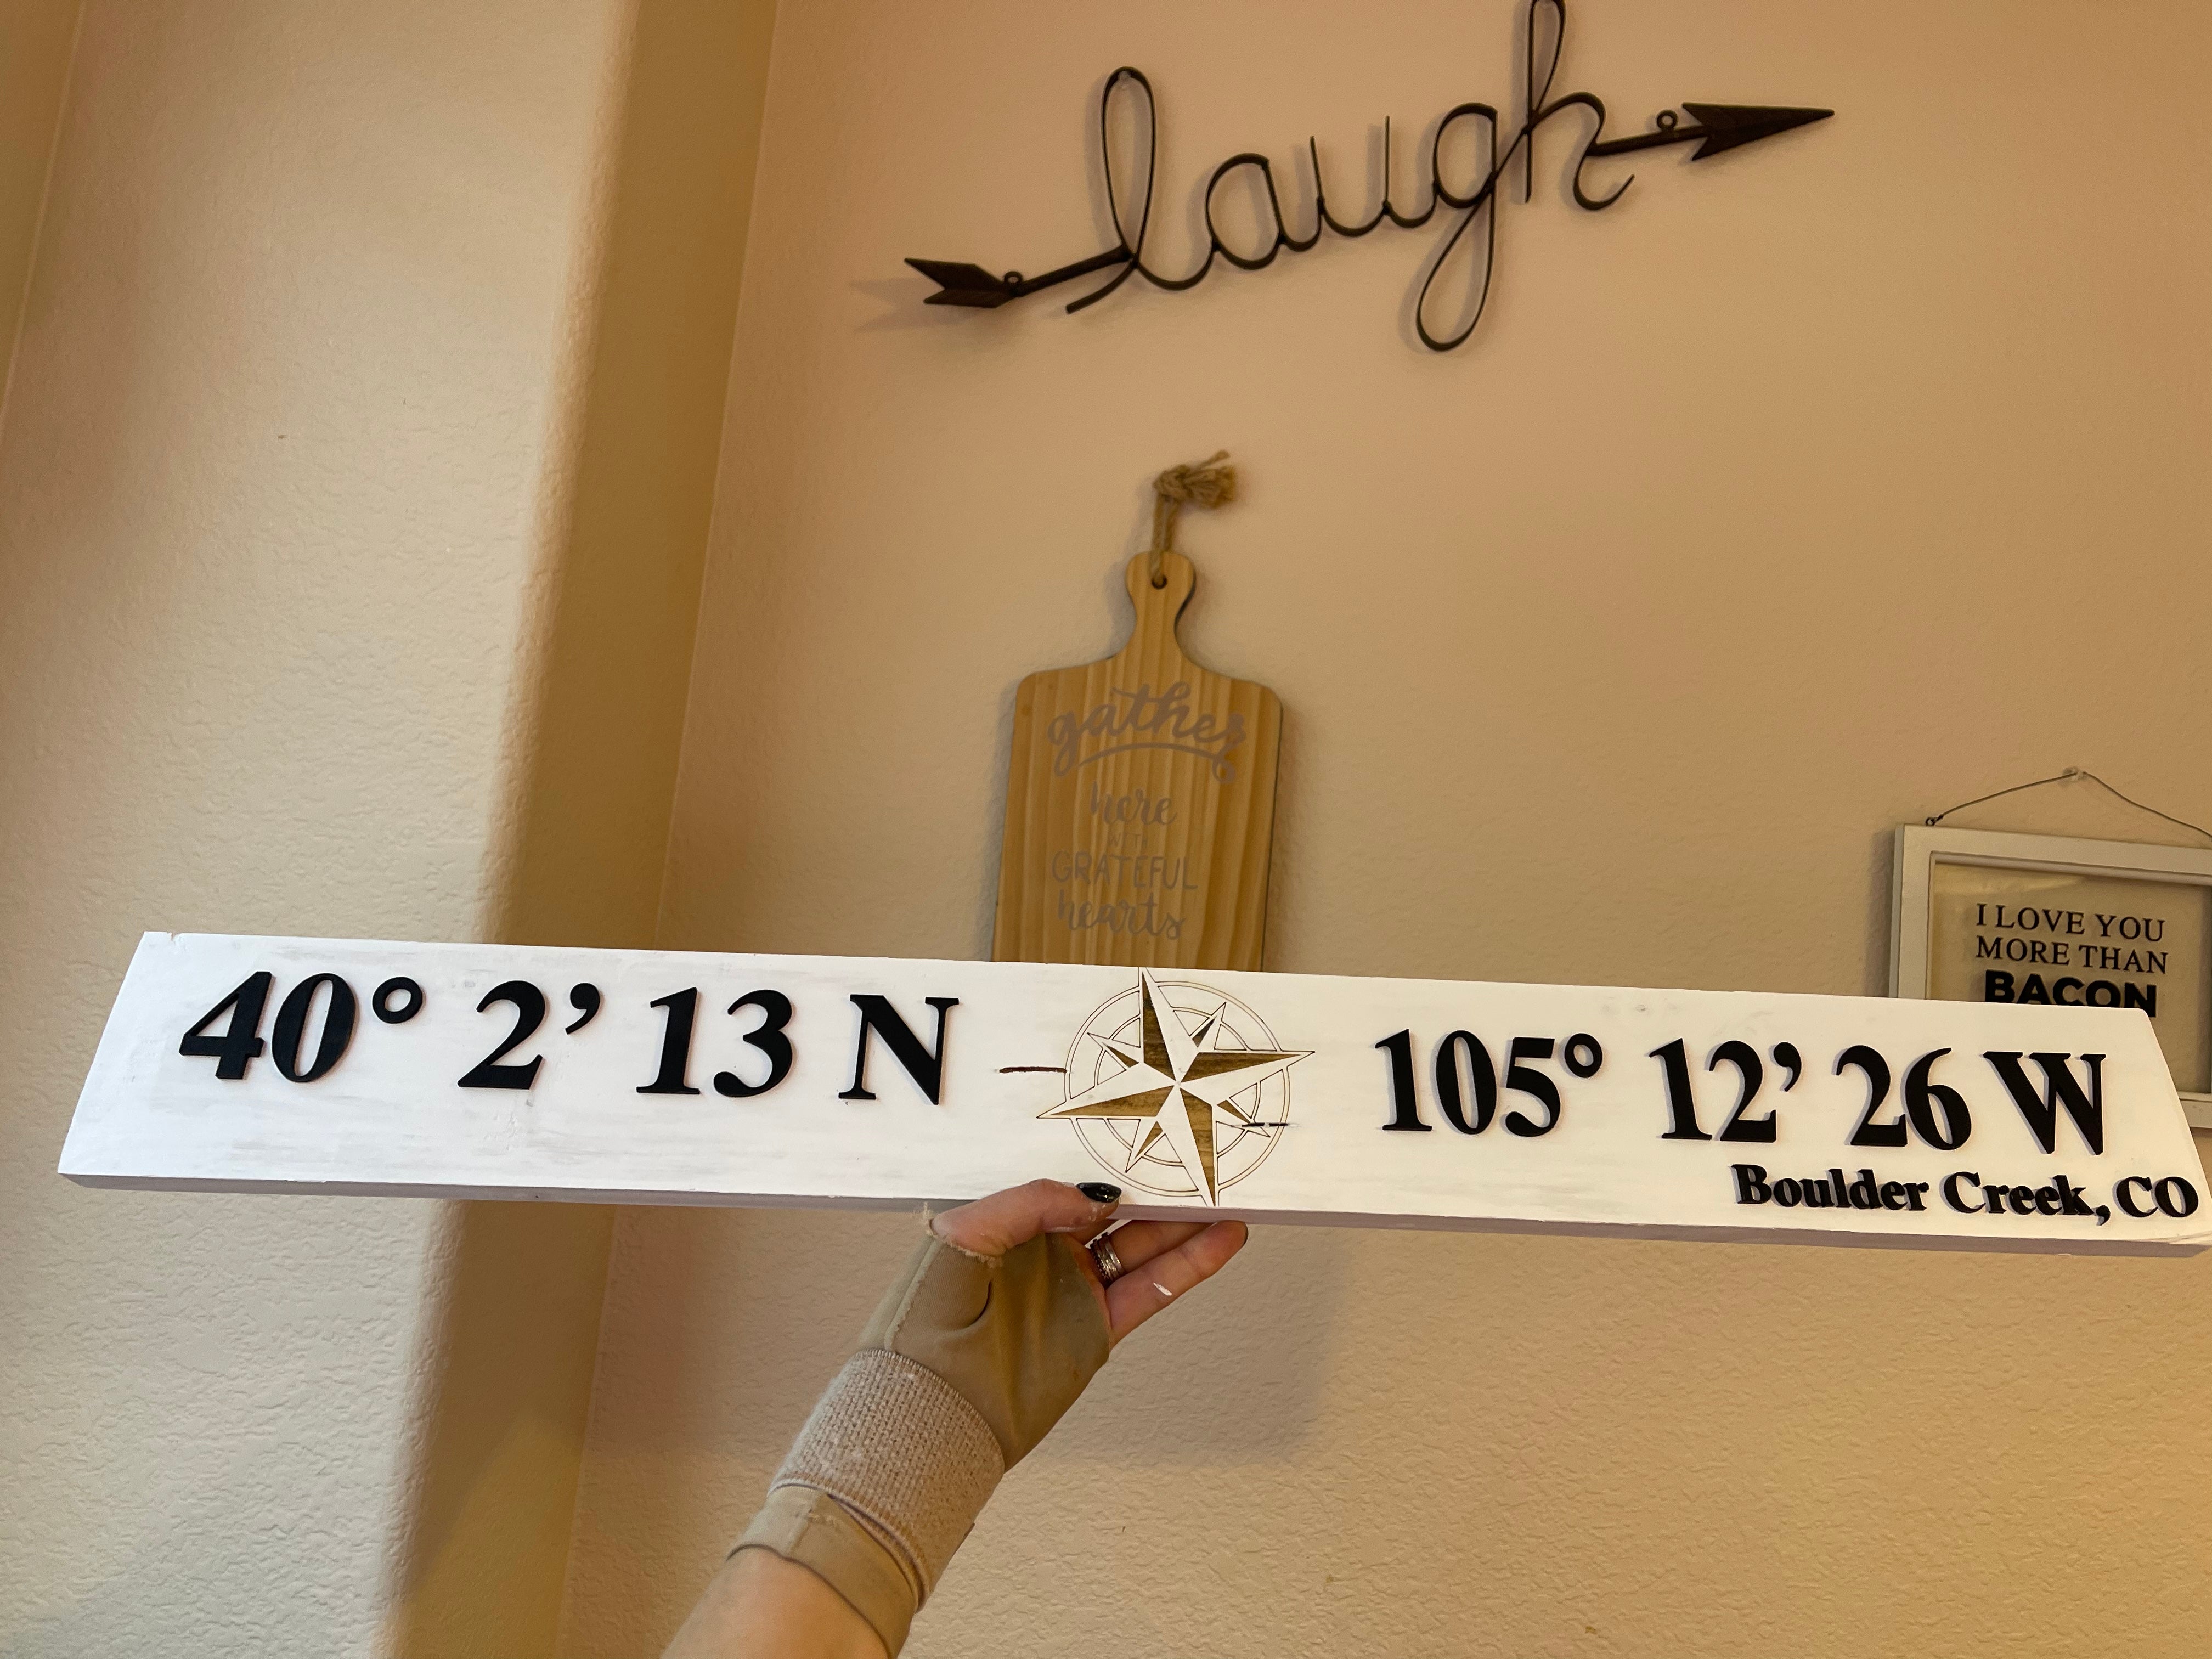 laugh
gather
here
WITH
GRATEFUL
hearts
I LOVE YOU
MORE THAN
BACON
40° 2’ 13 N 105° 12’ 26 W
Boulder Creek, CO